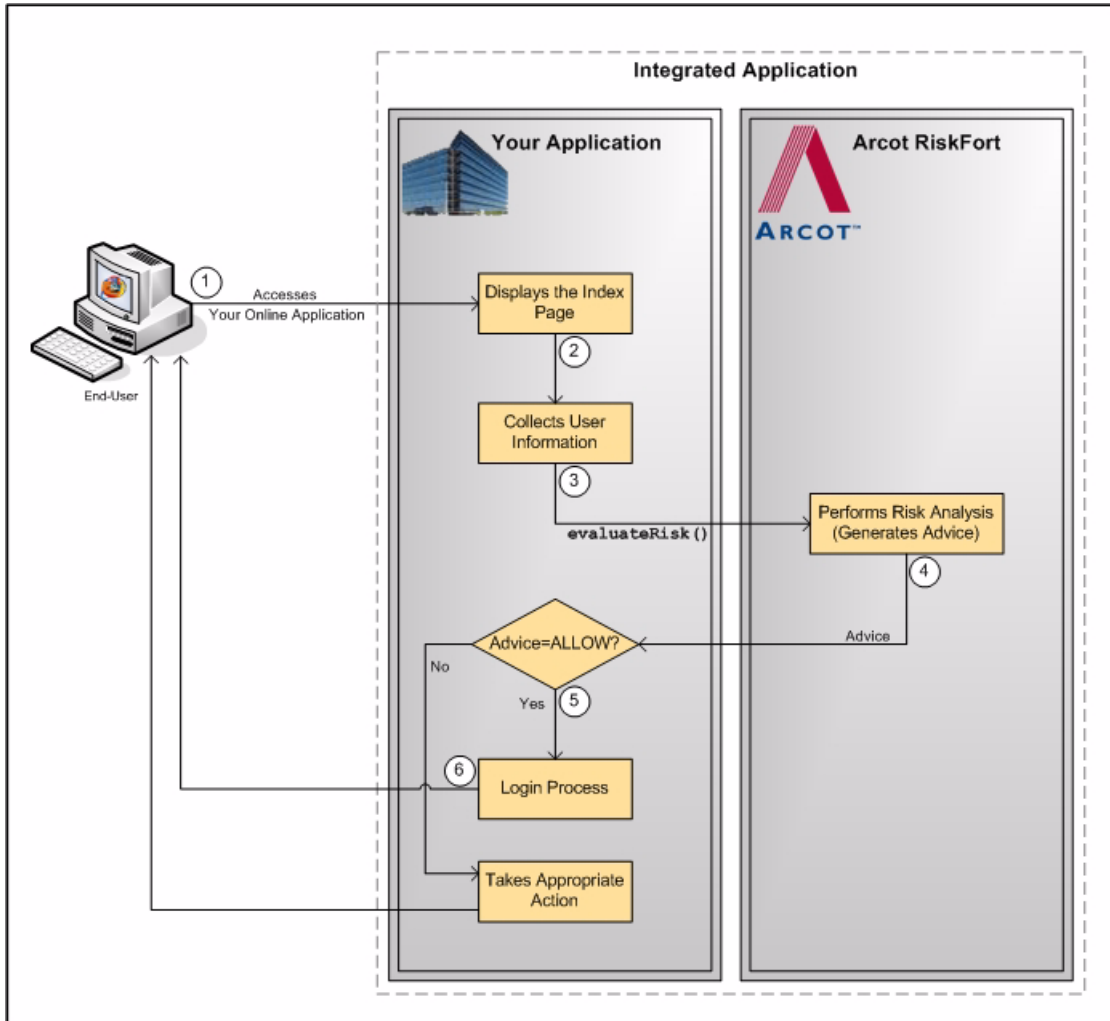 Integrated Application
Your Application
Arcot RiskFort
ARCOT™
1
Accesses
Your Online Application
End-User
Displays the Index
Page
2
Collects User
Information
3
evaluateRisk()
Performs Risk Analysis
(Generates Advice)
4
Advice
Advice=ALLOW?
No
Yes
5
6
Login Process
Takes Appropriate
Action